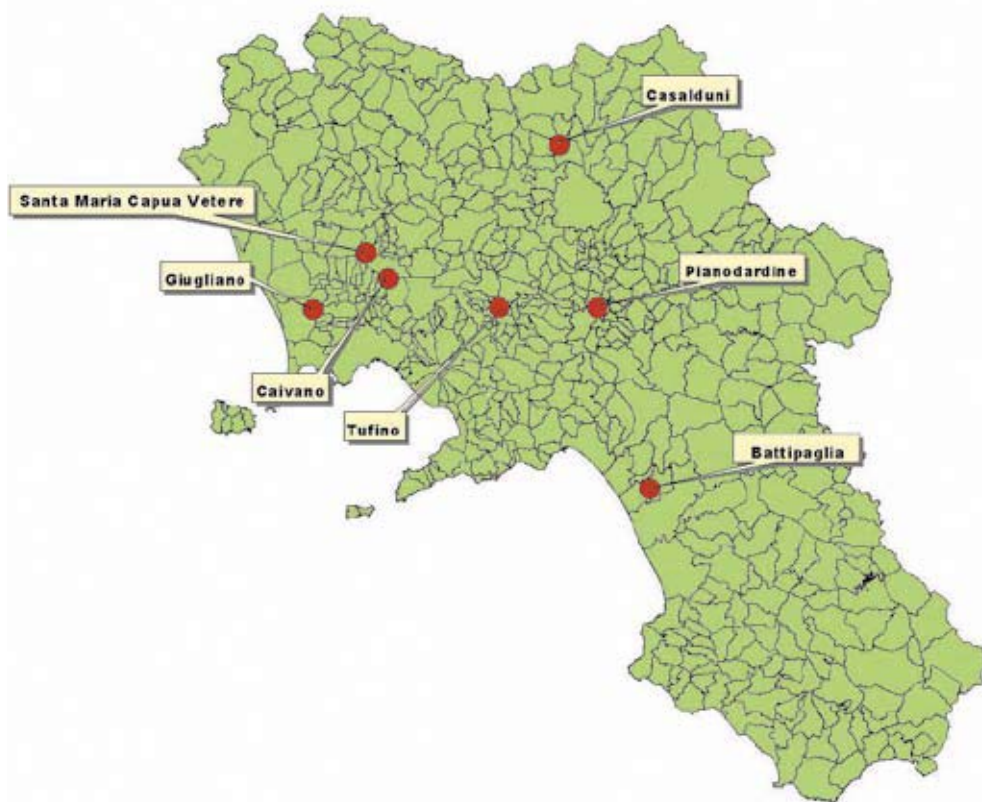 Casalduni
Santa Maria Capua Vetere
Giugliano
Pianodardine
Caivano
Tufino
Battipaglia